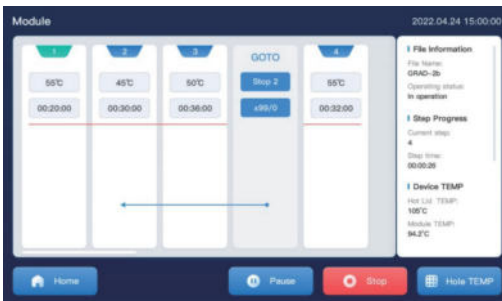 Module
2022.04.24 15:00:00
1
2
3
GOTO
4
55℃
45℃
50℃
Stop 2
55℃
00:20:00
00:30:00
00:36:00
x99/0
00:32:00
File Information
File Name:
GRAD-2b
Operating status:
In operation
Step Progress
Current step:
4
Step time:
00:00:26
Device TEMP
Hot Lid TEMP:
105℃
Module TEMP:
94.2℃
Home
Pause
Stop
Hole TEMP